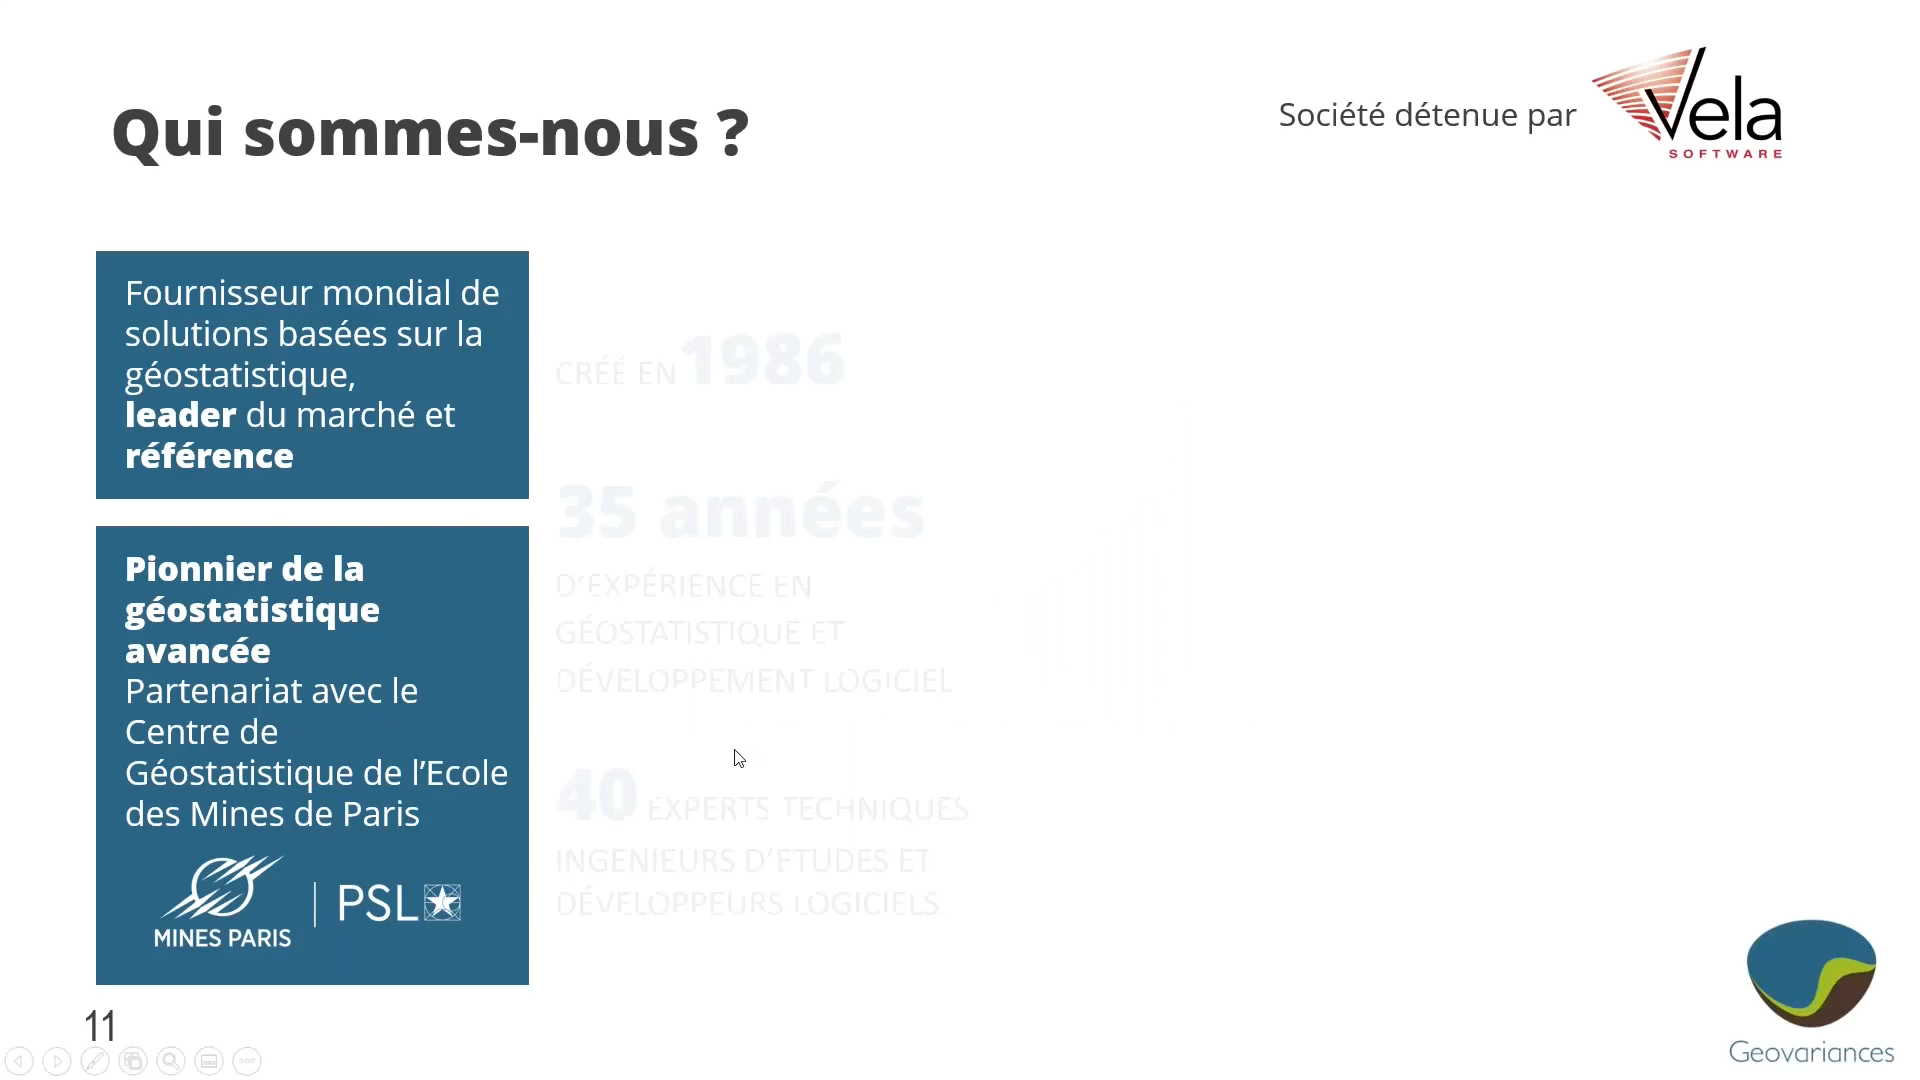 Qui sommes-nous ?
Société détenue par
Vela
SOFTWARE
Fournisseur mondial de
solutions basées sur la
géostatistique,
leader du marché et
référence
Pionnier de la
géostatistique
avancée
Partenariat avec le
Centre de
Géostatistique de l’Ecole
des Mines de Paris
MINES PARIS
PSL
CRÉÉ EN 1986
35 années
D’EXPÉRIENCE EN
GÉOSTATISTIQUE ET
DÉVELOPPEMENT LOGICIEL
40 EXPERTS TECHNIQUES
INGENIEURS D’ETUDES ET
DÉVELOPPEURS LOGICIELS
11
Geovariances